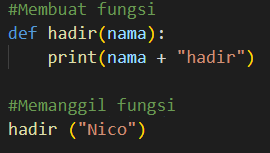 #Membuat fungsi
def hadir(nama):
    print(nama + "hadir")

#Memanggil fungsi
hadir ("Nico")